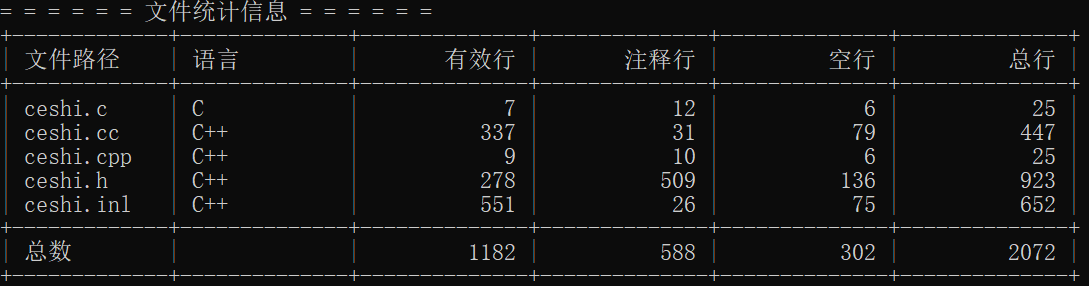 = = = = = = 文件统计信息 = = = = = =
文件路径 语言 有效行 注释行 空行 总行
ceshi.c C 7 12 6 25
ceshi.cc C++ 337 31 79 447
ceshi.cpp C++ 9 10 6 25
ceshi.h C++ 278 509 136 923
ceshi.inl C++ 551 26 75 652
总数 1182 588 302 2072